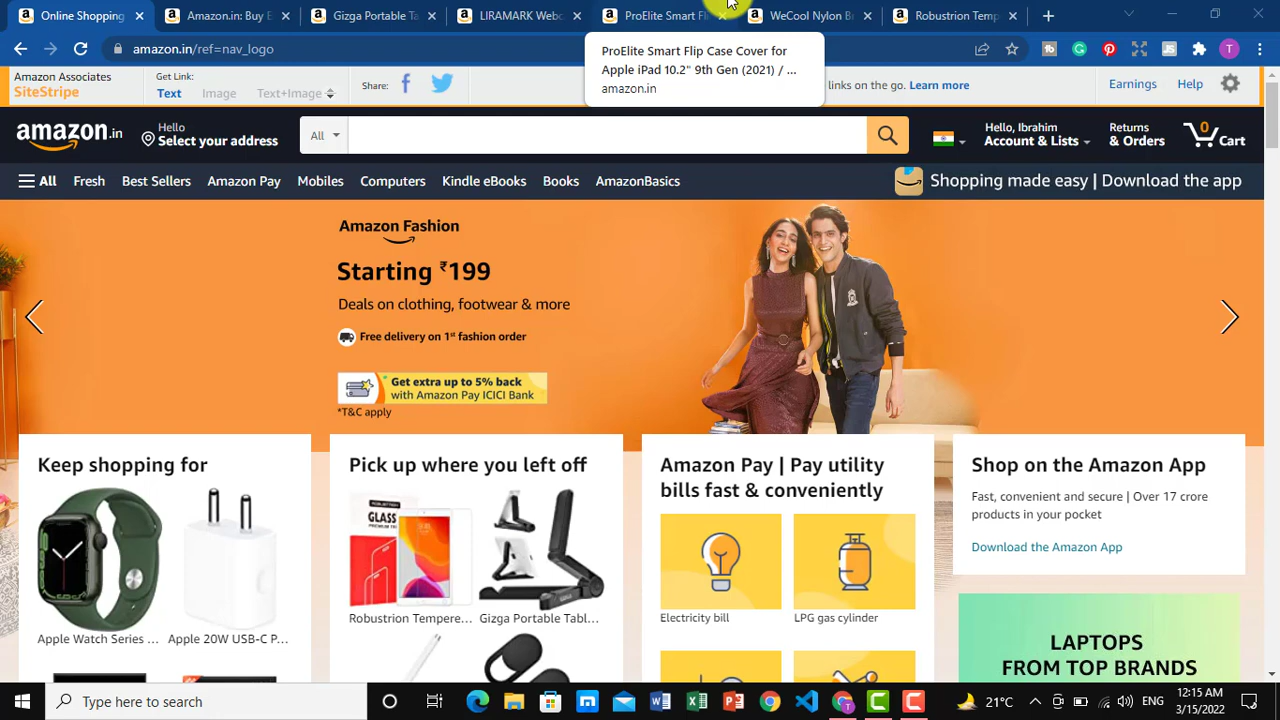 Online Shopping
Amazon.in: Buy B
Gizga Portable Ta
LIRAMARK Webc
ProElite Smart Fli
WeCool Nylon Br
Robustrion Temp
amazon.in/ref=nav_logo
ProElite Smart Flip Case Cover for
Apple iPad 10.2" 9th Gen (2021) / ...
amazon.in
Amazon Associates
SiteStripe
Get Link:
Text
Image
Text+Image
Share:
links on the go. Learn more
Earnings
Help
amazon.in
Hello
Select your address
All
Hello, Ibrahim
Account & Lists
Returns
& Orders
0
Cart
All
Fresh
Best Sellers
Amazon Pay
Mobiles
Computers
Kindle eBooks
Books
AmazonBasics
Shopping made easy | Download the app
Amazon Fashion
Starting ₹199
Deals on clothing, footwear & more
Free delivery on 1st fashion order
Get extra up to 5% back
with Amazon Pay ICICI Bank
*T&C apply
Keep shopping for
Apple Watch Series ...
Apple 20W USB-C P...
Pick up where you left off
GLASS
Robustrion Tempere...
Gizga Portable Tabl...
Amazon Pay | Pay utility
bills fast & conveniently
Electricity bill
LPG gas cylinder
Shop on the Amazon App
Fast, convenient and secure | Over 17 crore
products in your pocket
Download the Amazon App
LAPTOPS
FROM TOP BRANDS
Type here to search
21°C
ENG
12:15 AM
3/15/2022